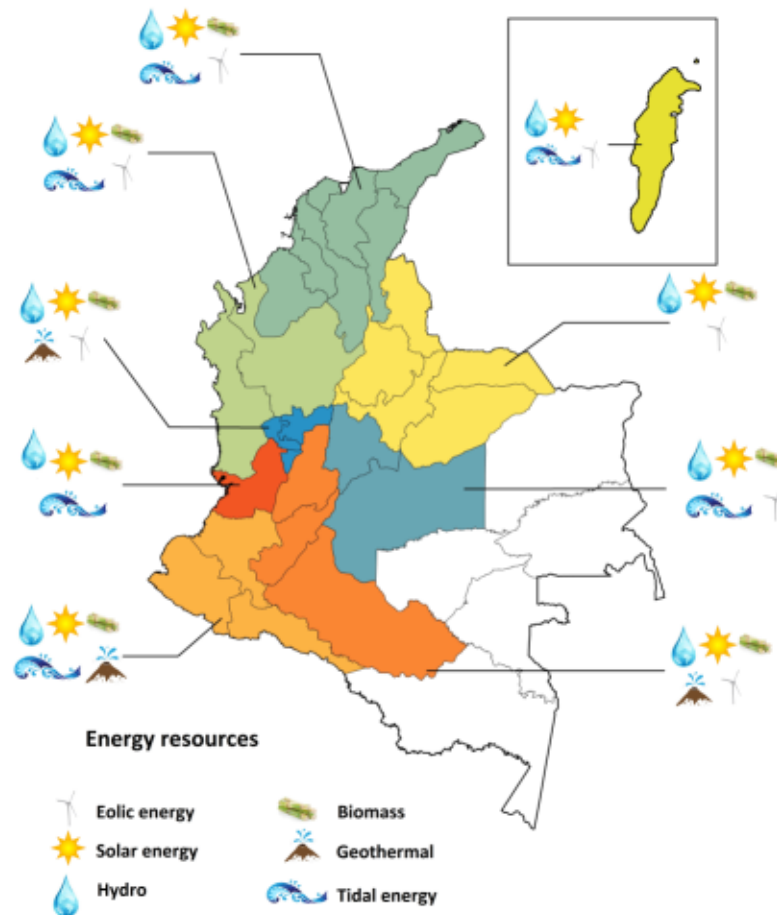 Energy resources
Eolic energy
Biomass
Solar energy
Geothermal
Hydro
Tidal energy